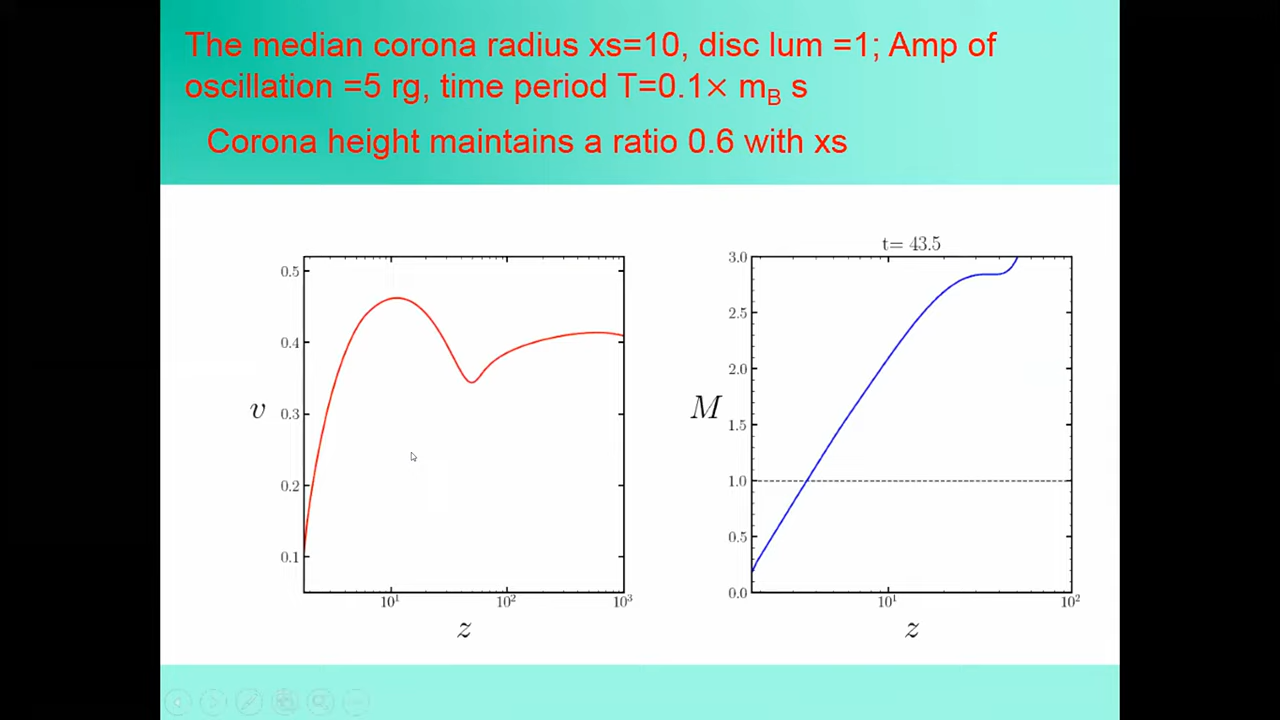 The median corona radius xs=10, disc lum =1; Amp of
oscillation =5 rg, time period T=0.1× m_B s
Corona height maintains a ratio 0.6 with xs
t= 43.5
0.5
0.4
0.3
0.2
0.1
v
10¹
10²
10³
z
3.0
2.5
2.0
1.5
1.0
0.5
0.0
M
10¹
10²
z